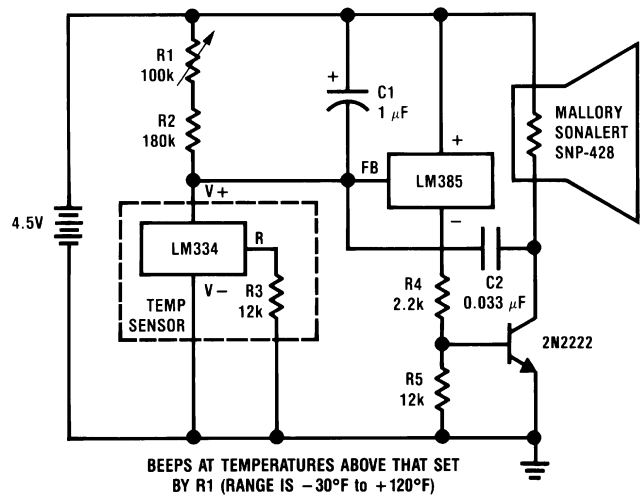 R1
100k
R2
180k
+
C1
1 μF
MALLORY
SONALERT
SNP-428
FB
+
LM385
−
V+
4.5V
LM334
R
V−
R3
12k
TEMP
SENSOR
R4
2.2k
C2
0.033 μF
2N2222
R5
12k
BEEPS AT TEMPERATURES ABOVE THAT SET
BY R1 (RANGE IS −30°F to +120°F)